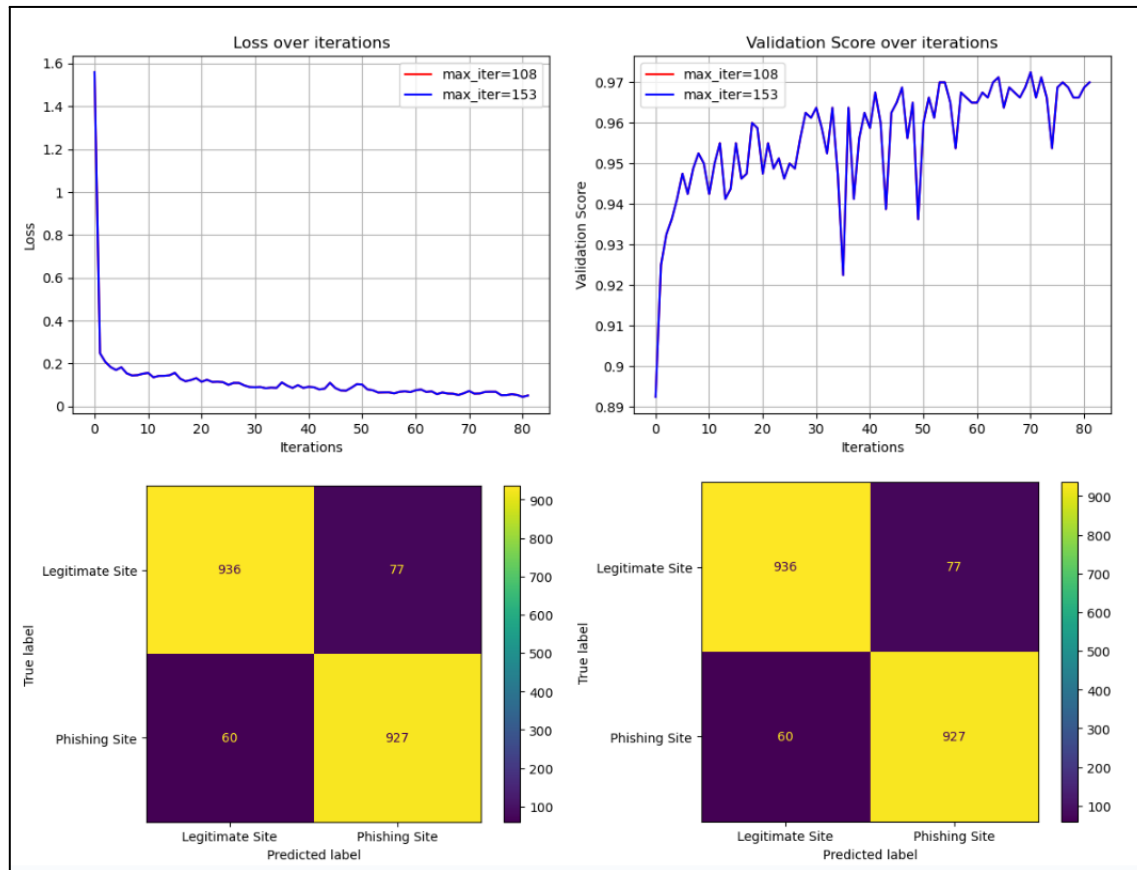 Loss over iterations
max_iter=108
max_iter=153
1.6
1.4
1.2
1
0.8
0.6
0.4
0.2
0
Loss
0 10 20 30 40 50 60 70 80
Iterations
Validation Score over iterations
max_iter=108
max_iter=153
0.97
0.96
0.95
0.94
0.93
0.92
0.91
0.9
0.89
Validation Score
0 10 20 30 40 50 60 70 80
Iterations
True label
Legitimate Site
936 77
Phishing Site
60 927
Legitimate Site Phishing Site
Predicted label
900
800
700
600
500
400
300
200
100
True label
Legitimate Site
936 77
Phishing Site
60 927
Legitimate Site Phishing Site
Predicted label
900
800
700
600
500
400
300
200
100